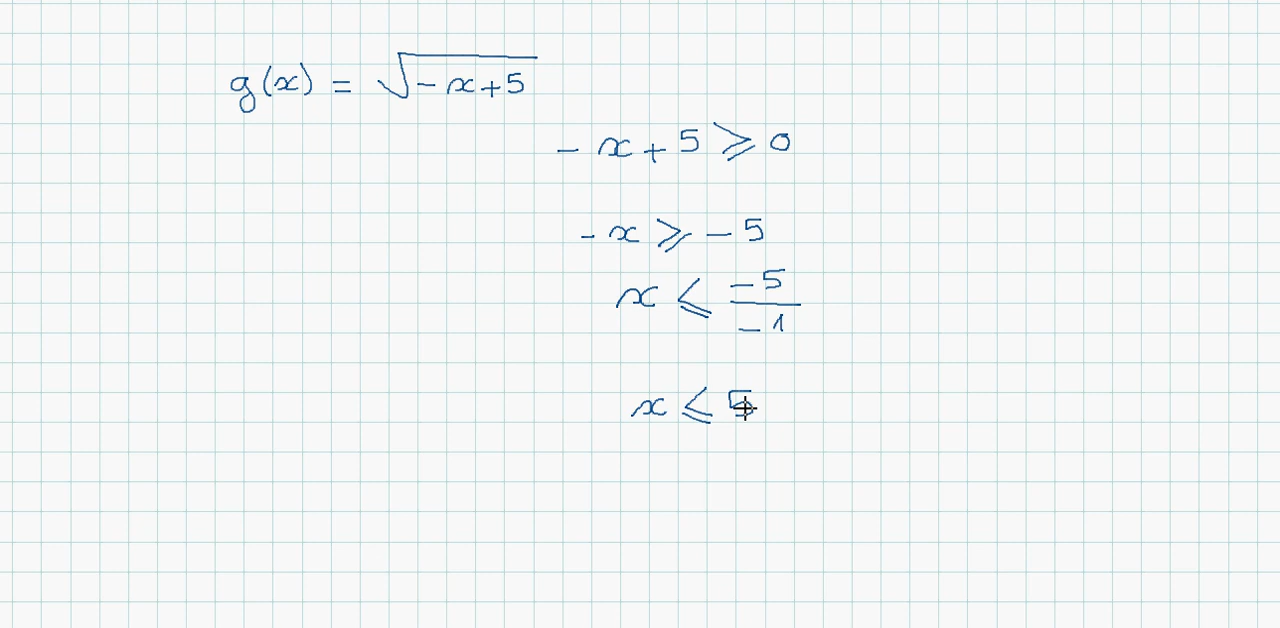 g(x) = √(-x+5)
-x+5 ⩾ 0
-x ⩾ -5
x ⩽ -5/-1
x ⩽ 5